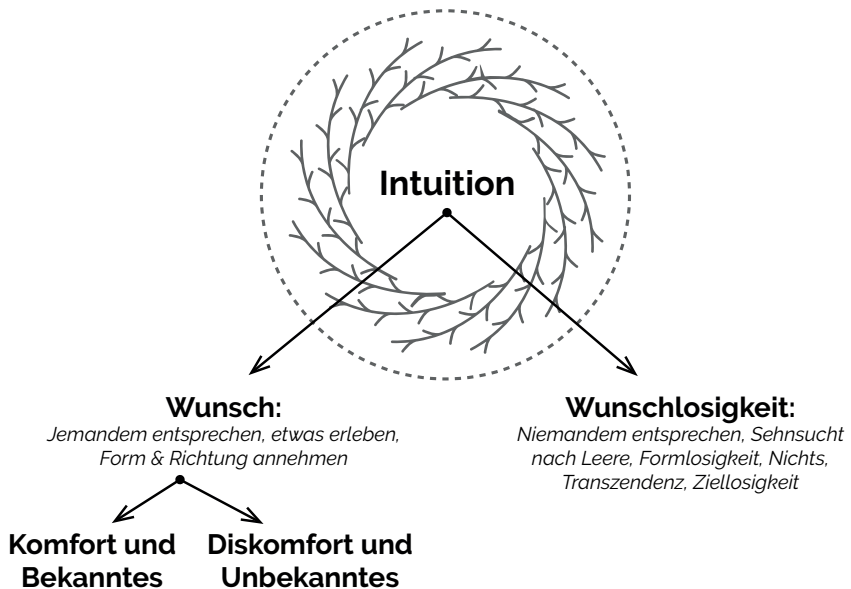 Intuition
Wunsch:
Jemandem entsprechen, etwas erleben,
Form & Richtung annehmen
Wunschlosigkeit:
Niemandem entsprechen, Sehnsucht
nach Leere, Formlosigkeit, Nichts,
Transzendenz, Ziellosigkeit
Komfort und
Bekanntes
Diskomfort und
Unbekanntes